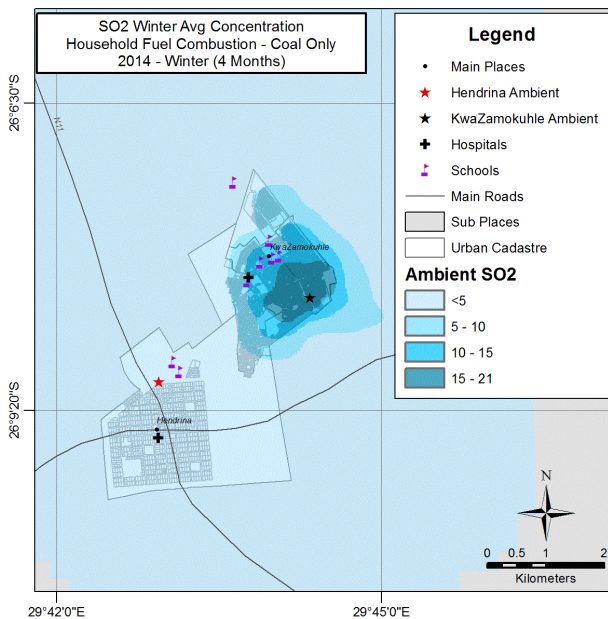 SO2 Winter Avg Concentration
Household Fuel Combustion - Coal Only
2014 - Winter (4 Months)
Legend
Main Places
Hendrina Ambient
KwaZamokuhle Ambient
Hospitals
Schools
Main Roads
Sub Places
Urban Cadastre
Ambient SO2
<5
5 - 10
10 - 15
15 - 21
26°6'30"S
N11
KwaZamokuhle
26°9'20"S
Hendrina
N
0 0.5 1 2
Kilometers
29°42'0"E
29°45'0"E